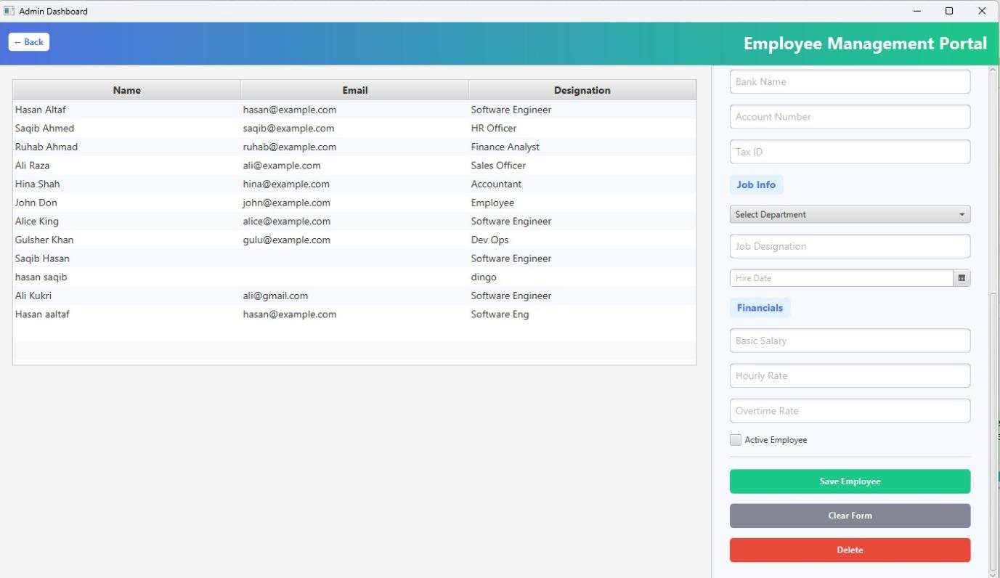 Admin Dashboard
← Back
Employee Management Portal
Name Email Designation
Hasan Altaf hasan@example.com Software Engineer
Saqib Ahmed saqib@example.com HR Officer
Ruhab Ahmad ruhab@example.com Finance Analyst
Ali Raza ali@example.com Sales Officer
Hina Shah hina@example.com Accountant
John Don john@example.com Employee
Alice King alice@example.com Software Engineer
Gulsher Khan gulu@example.com Dev Ops
Saqib Hasan Software Engineer
hasan saqib dingo
Ali Kukri ali@gmail.com Software Engineer
Hasan aaltaf hasan@example.com Software Eng
Bank Name
Account Number
Tax ID
Job Info
Select Department
Job Designation
Hire Date
Financials
Basic Salary
Hourly Rate
Overtime Rate
Active Employee
Save Employee
Clear Form
Delete